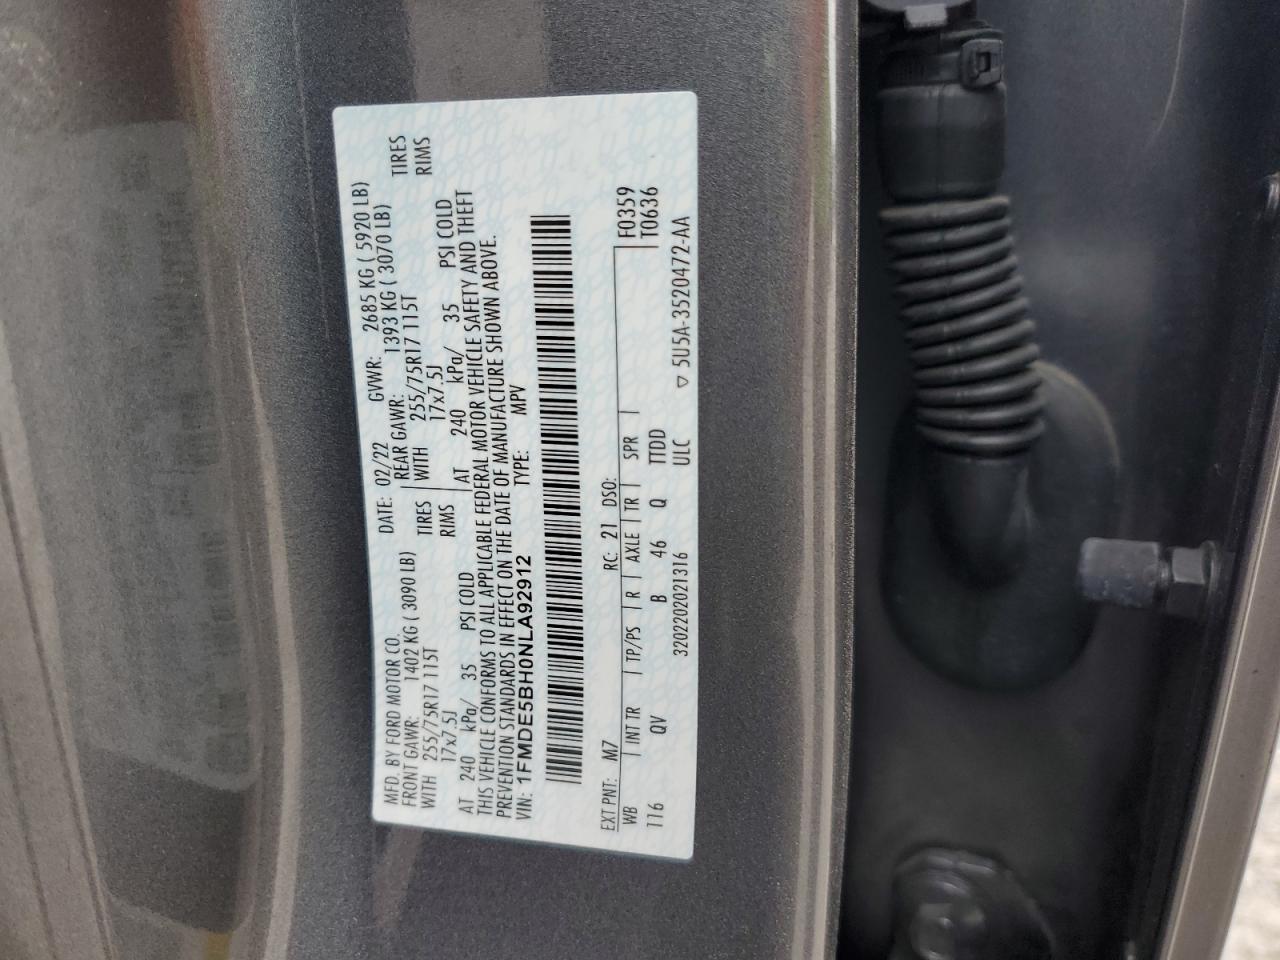 MFD. BY FORD MOTOR CO. DATE: 02/22 GVWR: 2685 KG ( 5920 LB)
FRONT GAWR: 1402 KG ( 3090 LB) REAR GAWR: 1393 KG ( 3070 LB)
WITH 255/75R17 115T TIRES WITH 255/75R17 115T TIRES
17x7.5J RIMS 17x7.5J RIMS
AT 240 kPa/ 35 PSI COLD AT 240 kPa/ 35 PSI COLD
THIS VEHICLE CONFORMS TO ALL APPLICABLE FEDERAL MOTOR VEHICLE SAFETY AND THEFT
PREVENTION STANDARDS IN EFFECT ON THE DATE OF MANUFACTURE SHOWN ABOVE.
VIN: 1FMDE5BH0NLA92912 TYPE: MPV
EXT PNT: M7 RC: 21 DSO: F0359
WB INT TR TP/PS R AXLE TR SPR T0636
116 QV B 46 Q TTDD
3202202021316 ULC ▽ 5U5A-3520472-AA